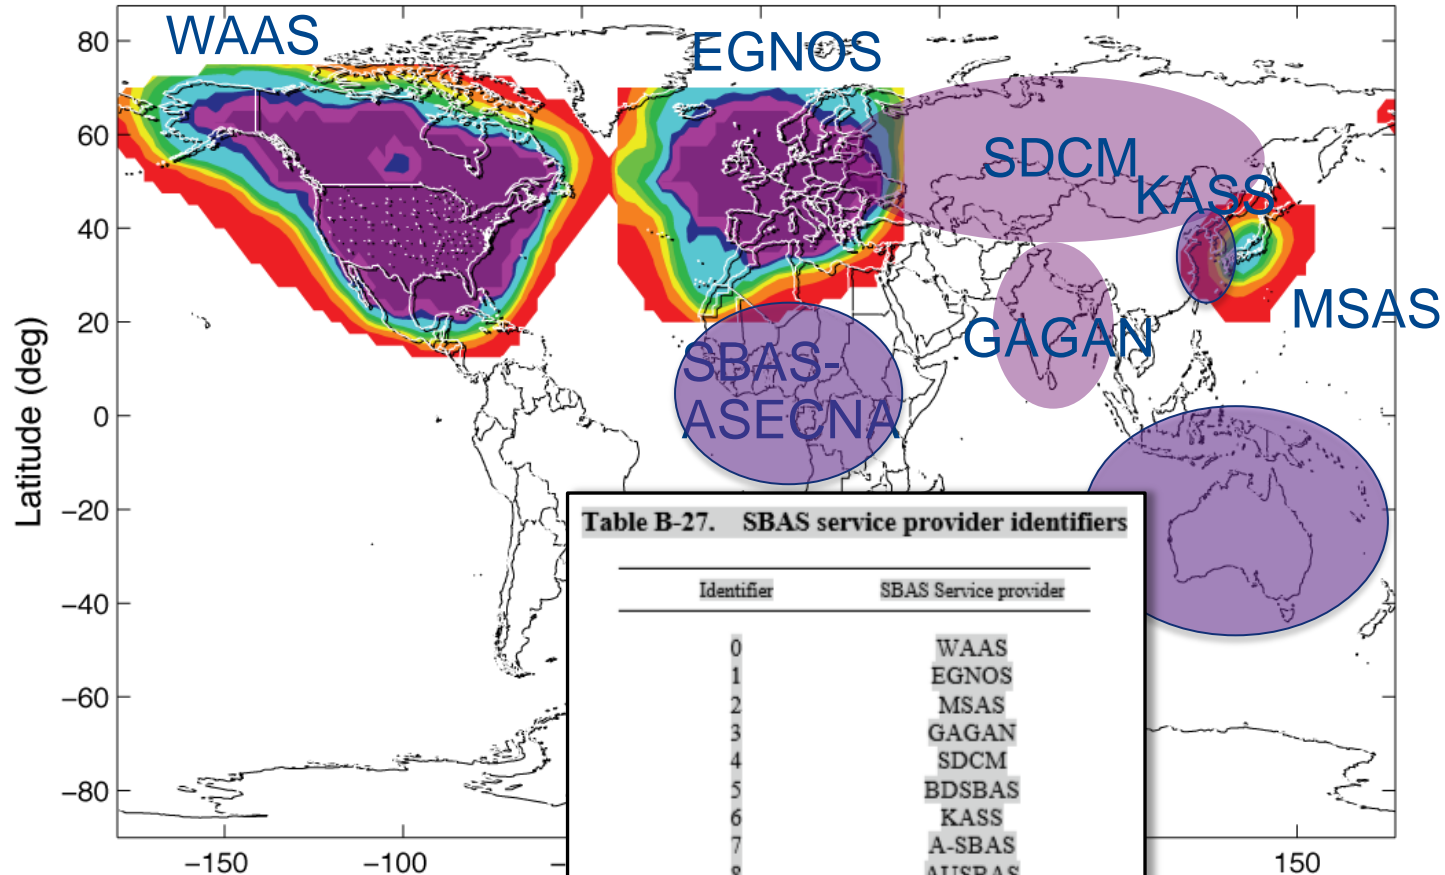 WAAS
EGNOS
SDCM
KASS
MSAS
GAGAN
SBAS-
ASECNA
Latitude (deg)
80
60
40
20
0
−20
−40
−60
−80
−150
−100
150
Table B-27. SBAS service provider identifiers
Identifier SBAS Service provider
0 WAAS
1 EGNOS
2 MSAS
3 GAGAN
4 SDCM
5 BDSBAS
6 KASS
7 A-SBAS
8 AUSBAS